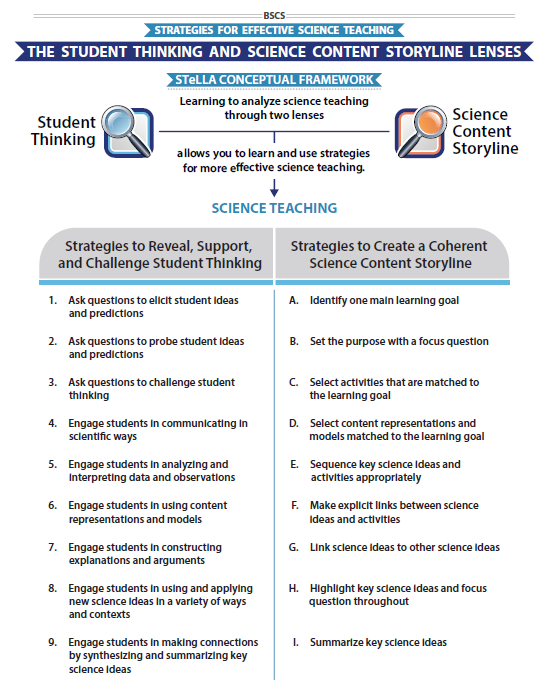 BSCS
STRATEGIES FOR EFFECTIVE SCIENCE TEACHING
THE STUDENT THINKING AND SCIENCE CONTENT STORYLINE LENSES
STeLLA CONCEPTUAL FRAMEWORK
Learning to analyze science teaching
through two lenses
Student
Thinking
Science
Content
Storyline
allows you to learn and use strategies
for more effective science teaching.
SCIENCE TEACHING
Strategies to Reveal, Support,
and Challenge Student Thinking
1. Ask questions to elicit student ideas
and predictions
2. Ask questions to probe student ideas
and predictions
3. Ask questions to challenge student
thinking
4. Engage students in communicating in
scientific ways
5. Engage students in analyzing and
interpreting data and observations
6. Engage students in using content
representations and models
7. Engage students in constructing
explanations and arguments
8. Engage students in using and applying
new science ideas in a variety of ways
and contexts
9. Engage students in making connections
by synthesizing and summarizing key
science ideas
Strategies to Create a Coherent
Science Content Storyline
A. Identify one main learning goal
B. Set the purpose with a focus question
C. Select activities that are matched to
the learning goal
D. Select content representations and
models matched to the learning goal
E. Sequence key science ideas and
activities appropriately
F. Make explicit links between science
ideas and activities
G. Link science ideas to other science ideas
H. Highlight key science ideas and focus
question throughout
I. Summarize key science ideas